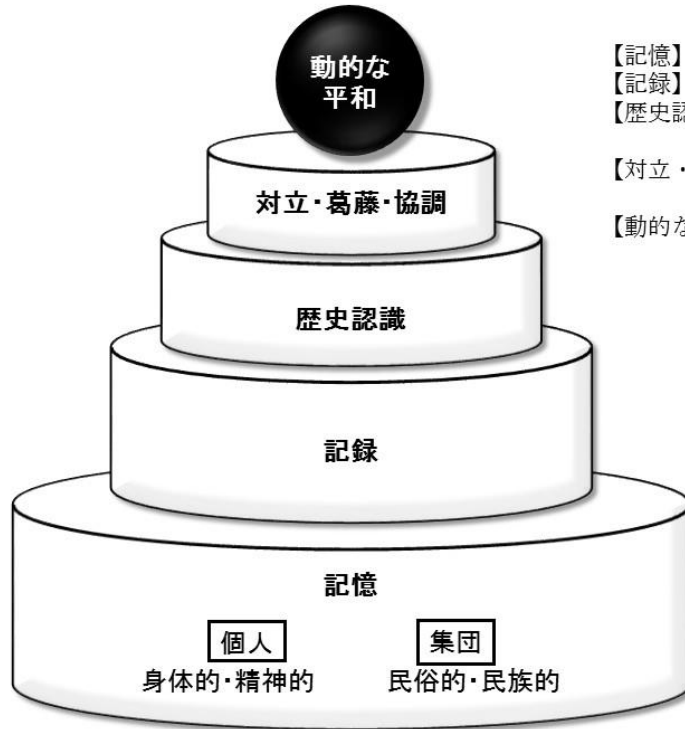 動的な
平和
対立・葛藤・協調
歴史認識
記録
記憶
個人 集団
身体的・精神的 民俗的・民族的
【記憶】
【記録】
【歴史認
【対立・
【動的な